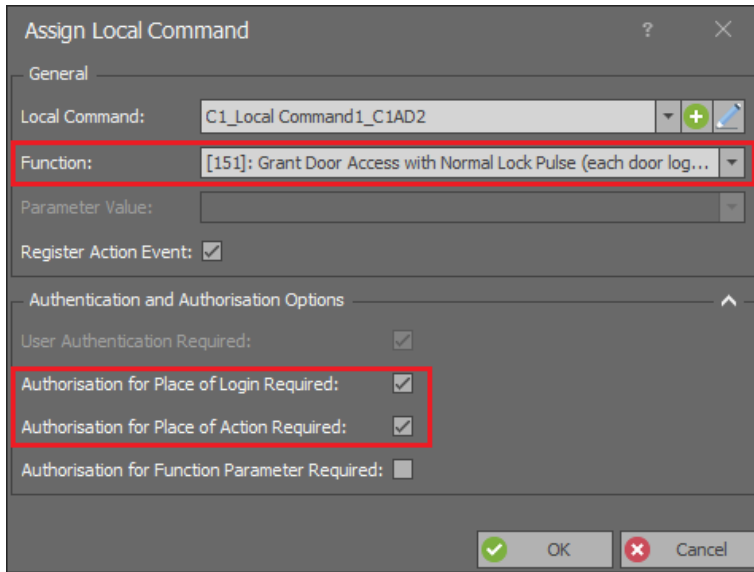 Assign Local Command
?
General
Local Command:
C1_Local Command1_C1AD2
Function:
[151]: Grant Door Access with Normal Lock Pulse (each door log...
Parameter Value:
Register Action Event:
Authentication and Authorisation Options
User Authentication Required:
Authorisation for Place of Login Required:
Authorisation for Place of Action Required:
Authorisation for Function Parameter Required:
OK
Cancel